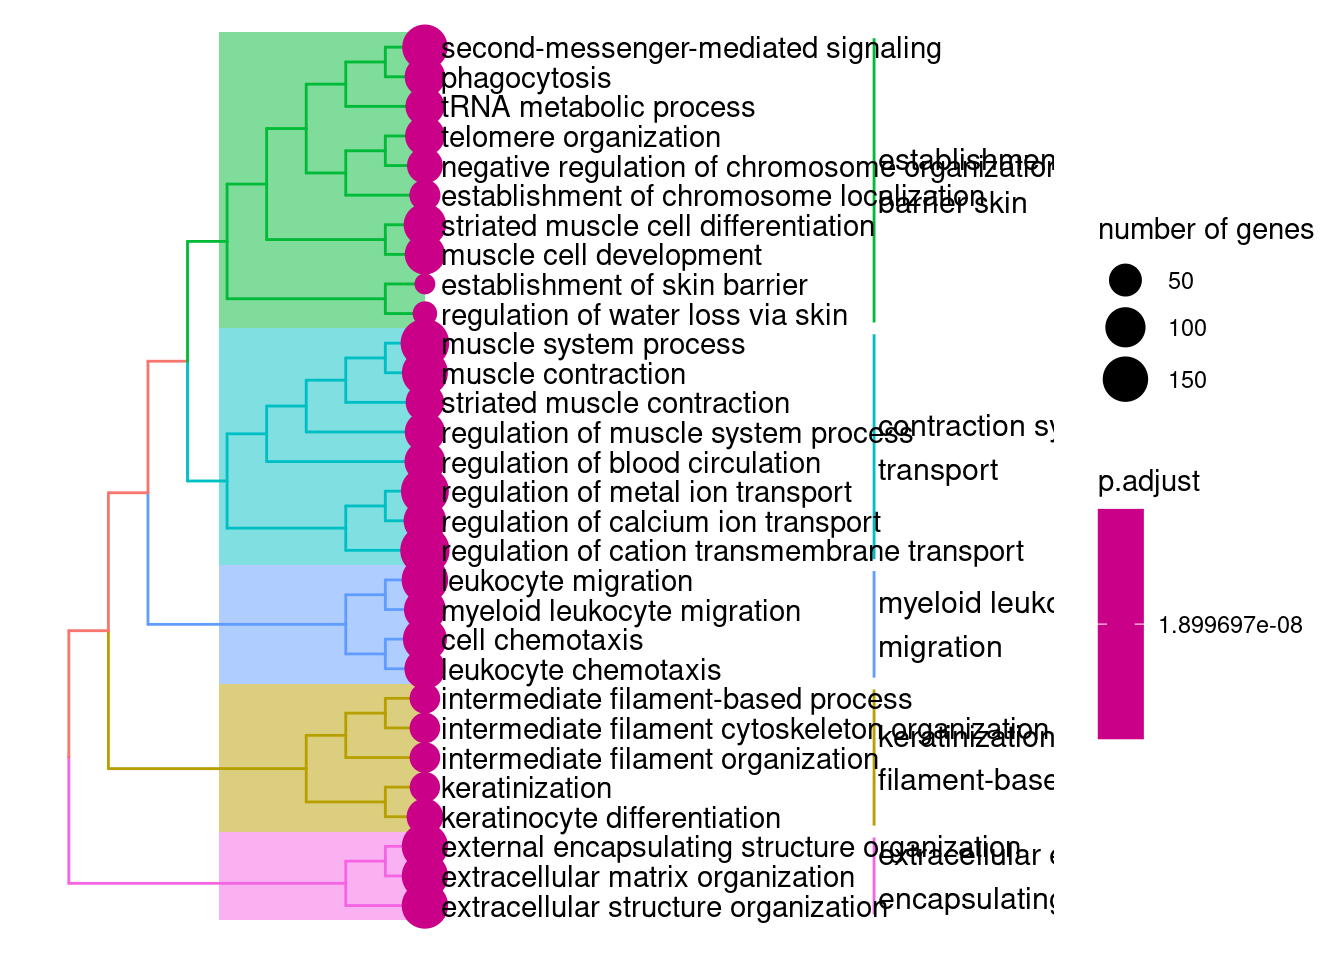 second-messenger-mediated signaling
phagocytosis
tRNA metabolic process
telomere organization
negative regulation of chromosome organization
establishment of chromosome localization
striated muscle cell differentiation
muscle cell development
establishment of skin barrier
regulation of water loss via skin
muscle system process
muscle contraction
striated muscle contraction
regulation of muscle system process
regulation of blood circulation
regulation of metal ion transport
regulation of calcium ion transport
regulation of cation transmembrane transport
leukocyte migration
myeloid leukocyte migration
cell chemotaxis
leukocyte chemotaxis
intermediate filament-based process
intermediate filament cytoskeleton organization
intermediate filament organization
keratinization
keratinocyte differentiation
external encapsulating structure organization
extracellular matrix organization
extracellular structure organization
establishmen
barrier skin
contraction sy
transport
myeloid leuko
migration
keratinization
filament-base
extracellular e
encapsulating
number of genes
50
100
150
p.adjust
1.899697e-08